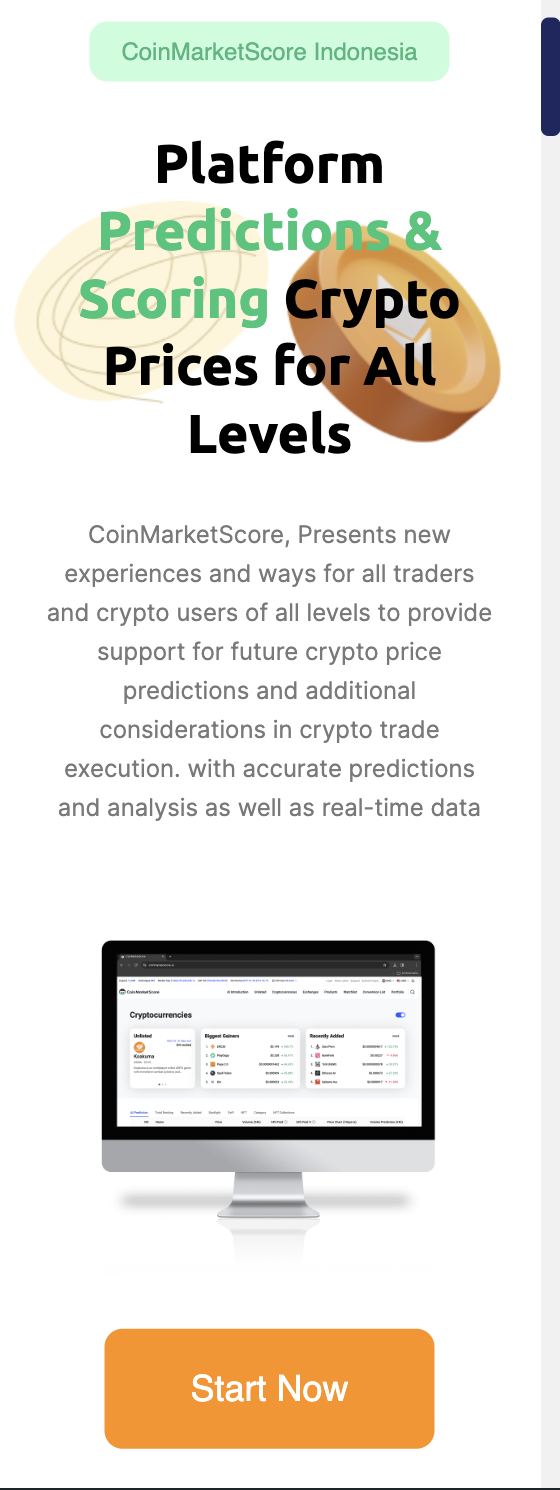 CoinMarketScore Indonesia
Platform
Predictions &
Scoring Crypto
Prices for All
Levels
CoinMarketScore, Presents new
experiences and ways for all traders
and crypto users of all levels to provide
support for future crypto price
predictions and additional
considerations in crypto trade
execution. with accurate predictions
and analysis as well as real-time data
CoinMarketScore
Cryptocurrencies
Unlisted
Biggest Gainers
Recently Added
Kookuma
Start Now